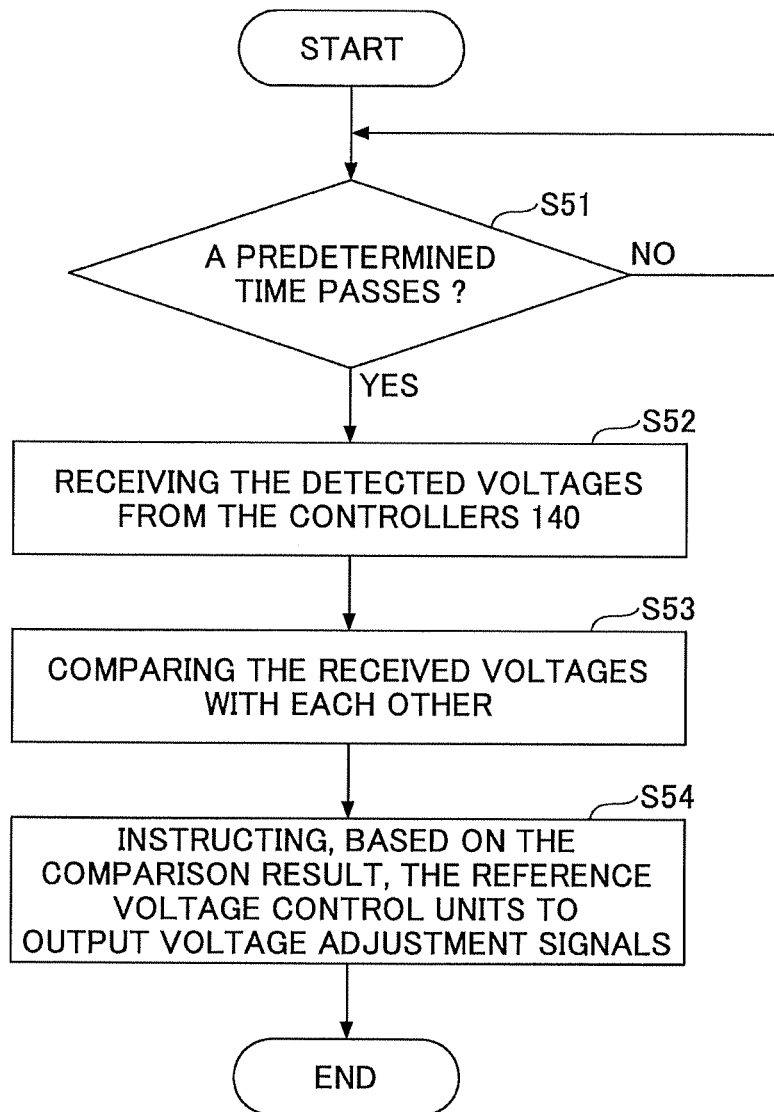 START
S51
A PREDETERMINED
TIME PASSES ?
NO
YES
S52
RECEIVING THE DETECTED VOLTAGES
FROM THE CONTROLLERS 140
S53
COMPARING THE RECEIVED VOLTAGES
WITH EACH OTHER
S54
INSTRUCTING, BASED ON THE
COMPARISON RESULT, THE REFERENCE
VOLTAGE CONTROL UNITS TO
OUTPUT VOLTAGE ADJUSTMENT SIGNALS
END